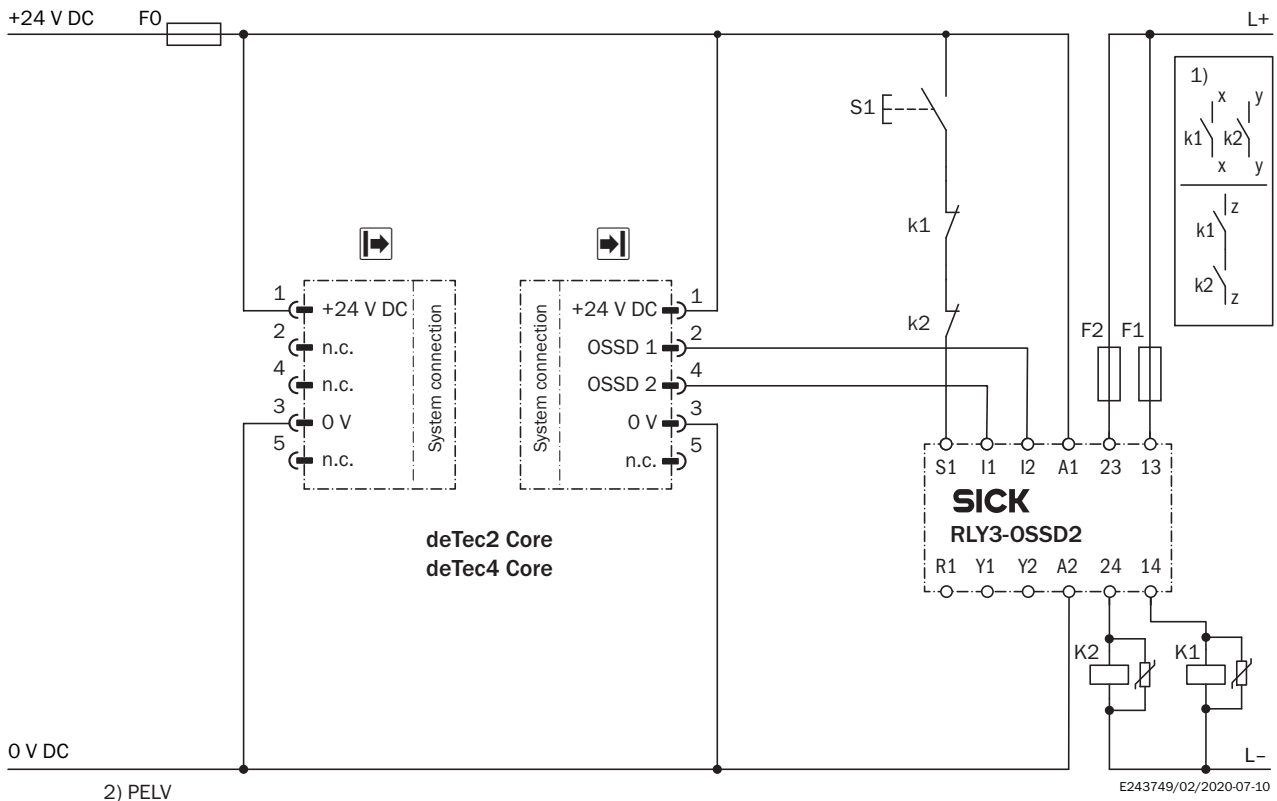 +24 V DC
F0
L+
1)
x
y
k1
k2
x
y
z
k1
k2
z
S1
k1
k2
F2
F1
1
2
4
3
5
+24 V DC
n.c.
n.c.
0 V
n.c.
System connection
System connection
+24 V DC
OSSD 1
OSSD 2
0 V
n.c.
1
2
4
3
5
deTec2 Core
deTec4 Core
S1 I1 I2 A1 23 13
SICK
RLY3-OSSD2
R1 Y1 Y2 A2 24 14
K2
K1
0 V DC
L–
2) PELV
E243749/02/2020-07-10